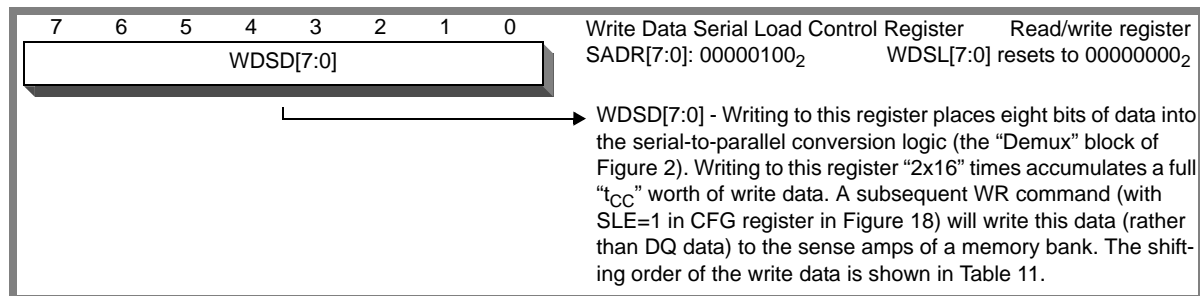 7 6 5 4 3 2 1 0
WDSD[7:0]
Write Data Serial Load Control Register Read/write register
SADR[7:0]: 00000100₂ WDSL[7:0] resets to 00000000₂
WDSD[7:0] - Writing to this register places eight bits of data into
the serial-to-parallel conversion logic (the “Demux” block of
Figure 2). Writing to this register “2x16” times accumulates a full
“tCC” worth of write data. A subsequent WR command (with
SLE=1 in CFG register in Figure 18) will write this data (rather
than DQ data) to the sense amps of a memory bank. The shift-
ing order of the write data is shown in Table 11.